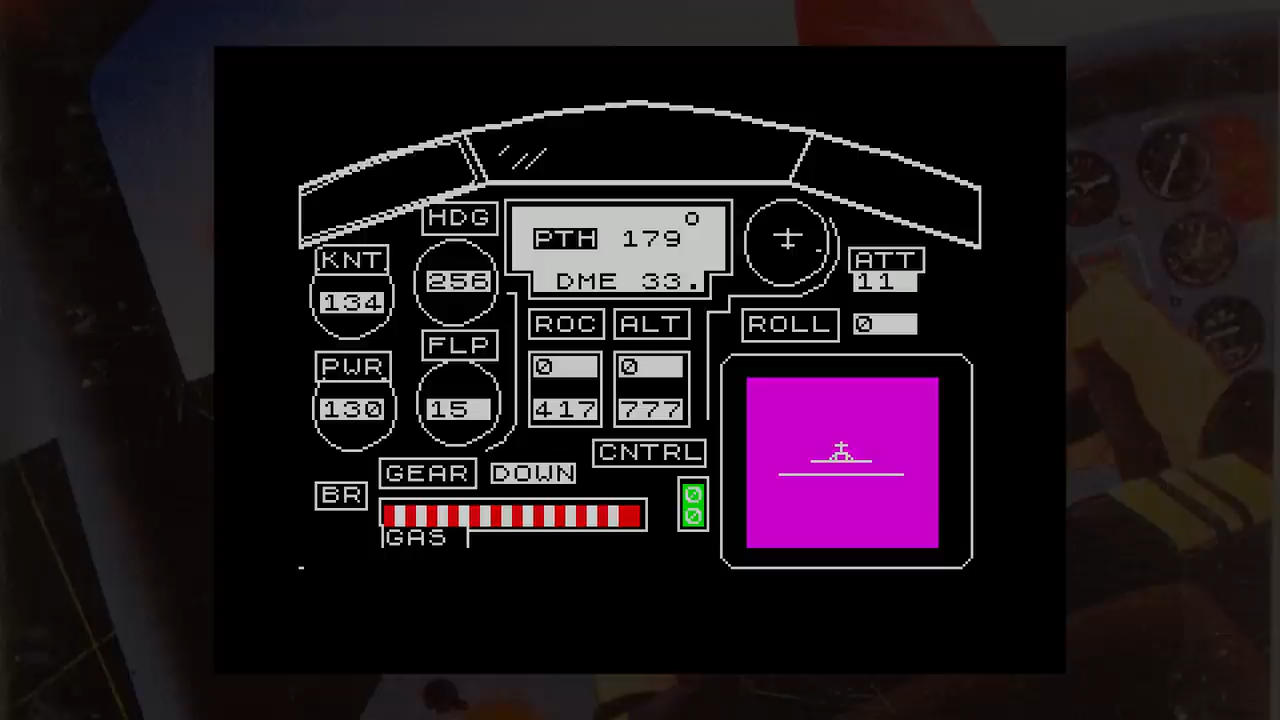 HDG
PTH 179°
KNT
256
DME 33.
ATT
11
134
ROC ALT
ROLL 0
FLP
PWR
0 0
130
15
417 777
CNTRL
GEAR DOWN
BR
0
0
GAS